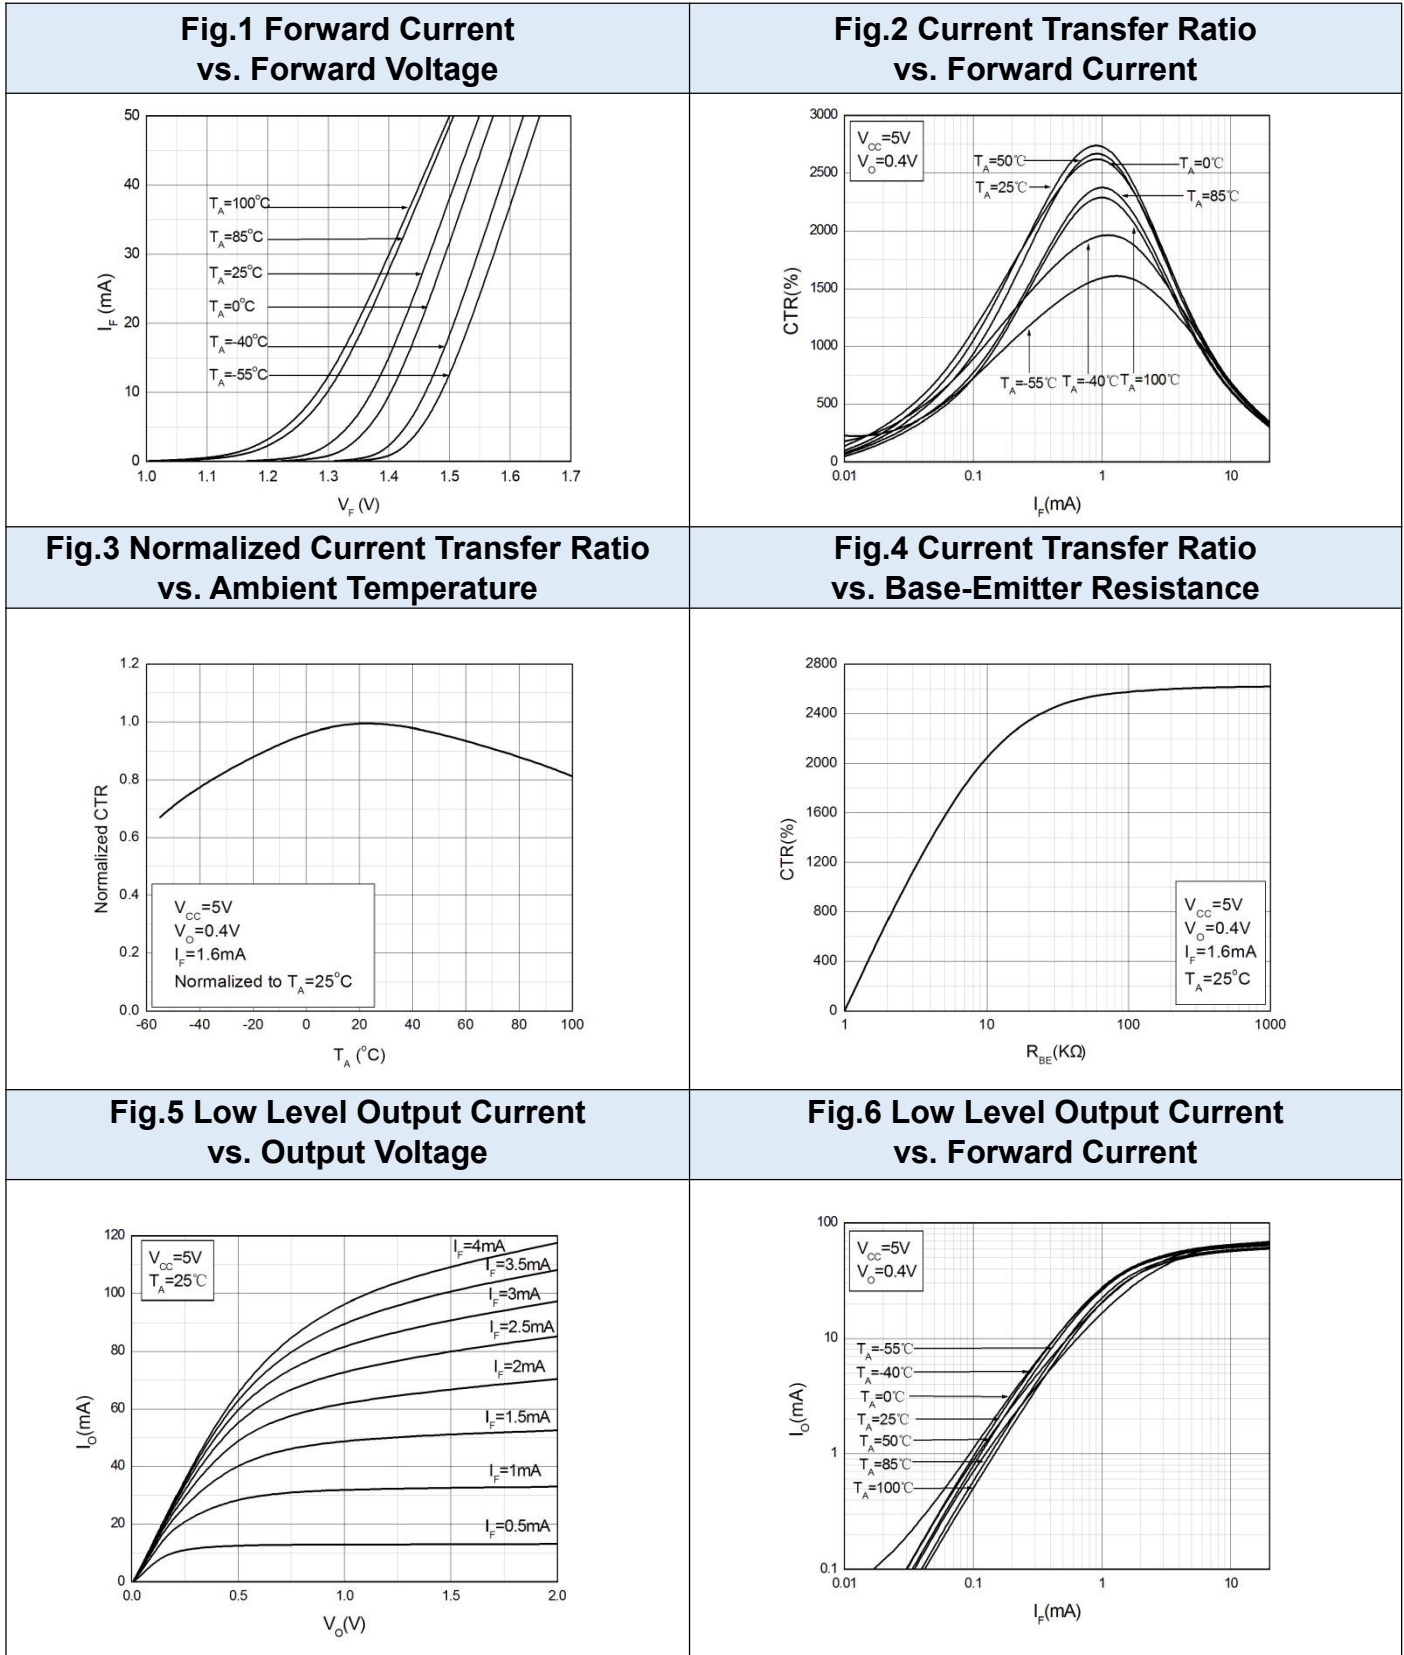 Fig.1 Forward Current
vs. Forward Voltage
50
40
30
20
10
0
1.0 1.1 1.2 1.3 1.4 1.5 1.6 1.7
I_F (mA)
V_F (V)
T_A=100°C
T_A=85°C
T_A=25°C
T_A=0°C
T_A=-40°C
T_A=-55°C
Fig.2 Current Transfer Ratio
vs. Forward Current
3000
2500
2000
1500
1000
500
0
0.01 0.1 1 10
CTR(%)
I_F(mA)
V_CC=5V
V_O=0.4V
T_A=50℃
T_A=25℃
T_A=0℃
T_A=85℃
T_A=-55℃ T_A=-40℃ T_A=100℃
Fig.3 Normalized Current Transfer Ratio
vs. Ambient Temperature
1.2
1.0
0.8
0.6
0.4
0.2
0.0
-60 -40 -20 0 20 40 60 80 100
Normalized CTR
T_A (°C)
V_CC=5V
V_O=0.4V
I_F=1.6mA
Normalized to T_A=25°C
Fig.4 Current Transfer Ratio
vs. Base-Emitter Resistance
2800
2400
2000
1600
1200
800
400
0
1 10 100 1000
CTR(%)
R_BE(KΩ)
V_CC=5V
V_O=0.4V
I_F=1.6mA
T_A=25°C
Fig.5 Low Level Output Current
vs. Output Voltage
120
100
80
60
40
20
0
0.0 0.5 1.0 1.5 2.0
I_O(mA)
V_O(V)
V_CC=5V
T_A=25℃
I_F=4mA
I_F=3.5mA
I_F=3mA
I_F=2.5mA
I_F=2mA
I_F=1.5mA
I_F=1mA
I_F=0.5mA
Fig.6 Low Level Output Current
vs. Forward Current
100
10
1
0.1
0.01 0.1 1 10
I_O(mA)
I_F(mA)
V_CC=5V
V_O=0.4V
T_A=-55℃
T_A=-40℃
T_A=0℃
T_A=25℃
T_A=50℃
T_A=85℃
T_A=100℃